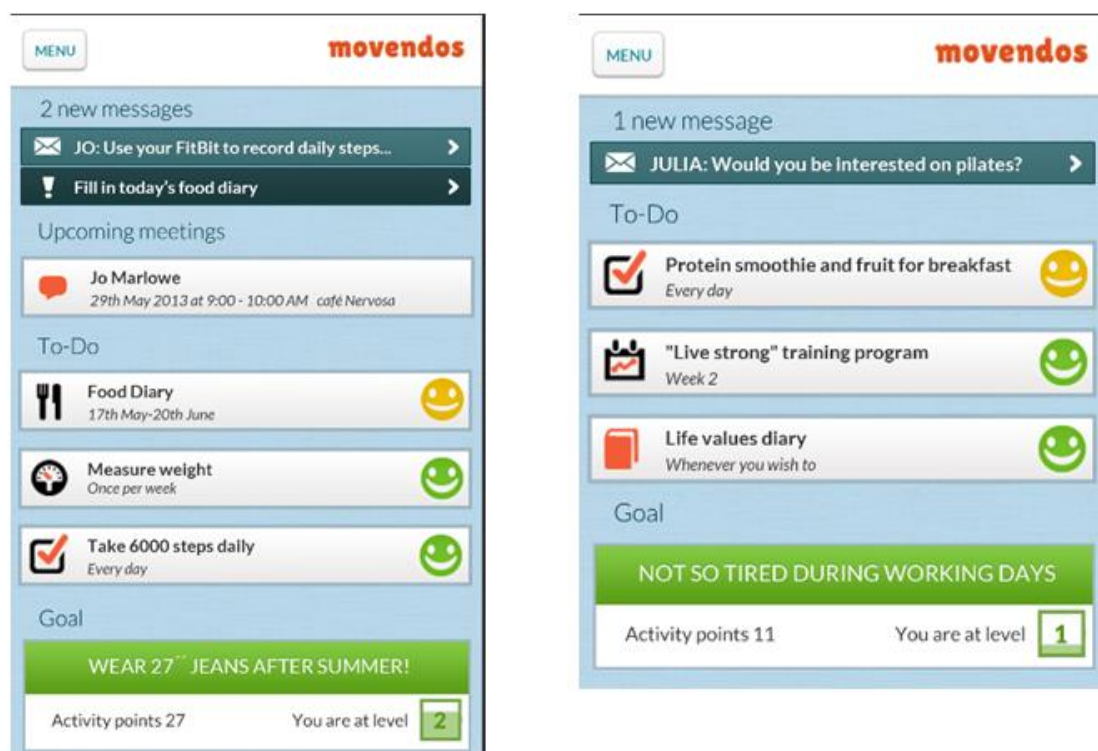 MENU
movendos
2 new messages
JO: Use your FitBit to record daily steps...
Fill in today's food diary
Upcoming meetings
Jo Marlowe
29th May 2013 at 9:00 - 10:00 AM café Nervosa
To-Do
Food Diary
17th May-20th June
Measure weight
Once per week
Take 6000 steps daily
Every day
Goal
WEAR 27´´ JEANS AFTER SUMMER!
Activity points 27
You are at level 2
MENU
movendos
1 new message
JULIA: Would you be interested on pilates?
To-Do
Protein smoothie and fruit for breakfast
Every day
"Live strong" training program
Week 2
Life values diary
Whenever you wish to
Goal
NOT SO TIRED DURING WORKING DAYS
Activity points 11
You are at level 1